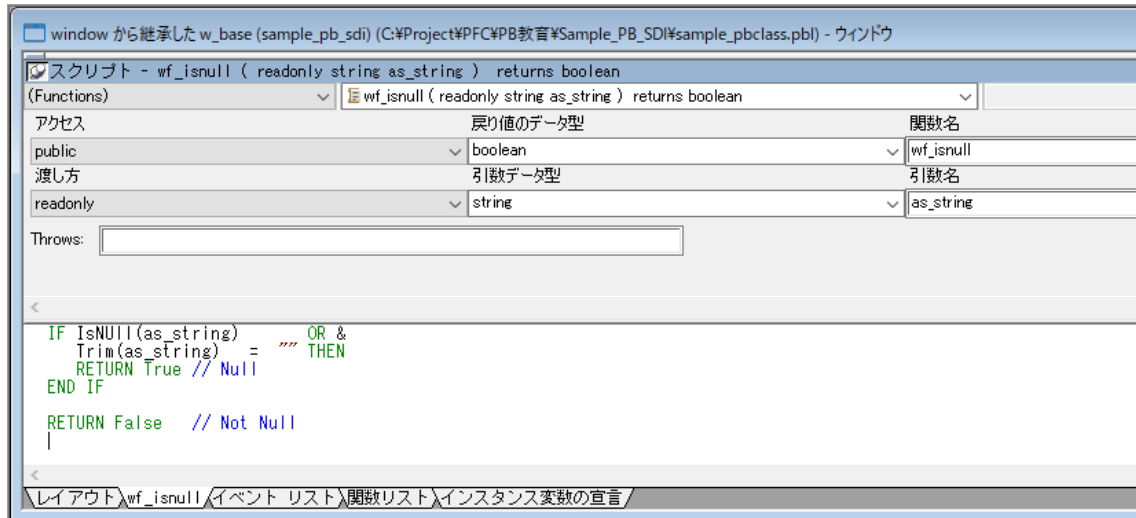 window から継承した w_base (sample_pb_sdi) (C:¥Project¥PFC¥PB教育¥Sample_PB_SDI¥sample_pbclass.pbl) - ウィンドウ
スクリプト - wf_isnull ( readonly string as_string ) returns boolean
(Functions) wf_isnull ( readonly string as_string ) returns boolean
アクセス 戻り値のデータ型 関数名
public boolean wf_isnull
渡し方 引数データ型 引数名
readonly string as_string
Throws:
IF IsNUll(as_string) OR &
Trim(as_string) = "" THEN
RETURN True // Null
END IF
RETURN False // Not Null
レイアウト wf_isnull イベント リスト 関数リスト インスタンス変数の宣言